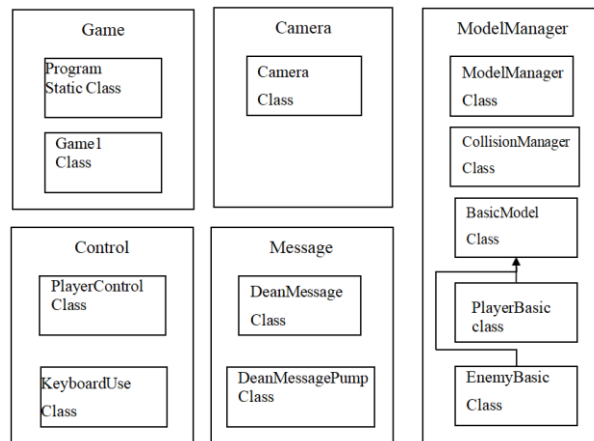 Game
Program
Static Class
Game1
Class
Camera
Camera
Class
ModelManager
ModelManager
Class
CollisionManager
Class
BasicModel
Class
PlayerBasic
class
EnemyBasic
Class
Control
PlayerControl
Class
KeyboardUse
Class
Message
DeanMessage
Class
DeanMessagePump
Class